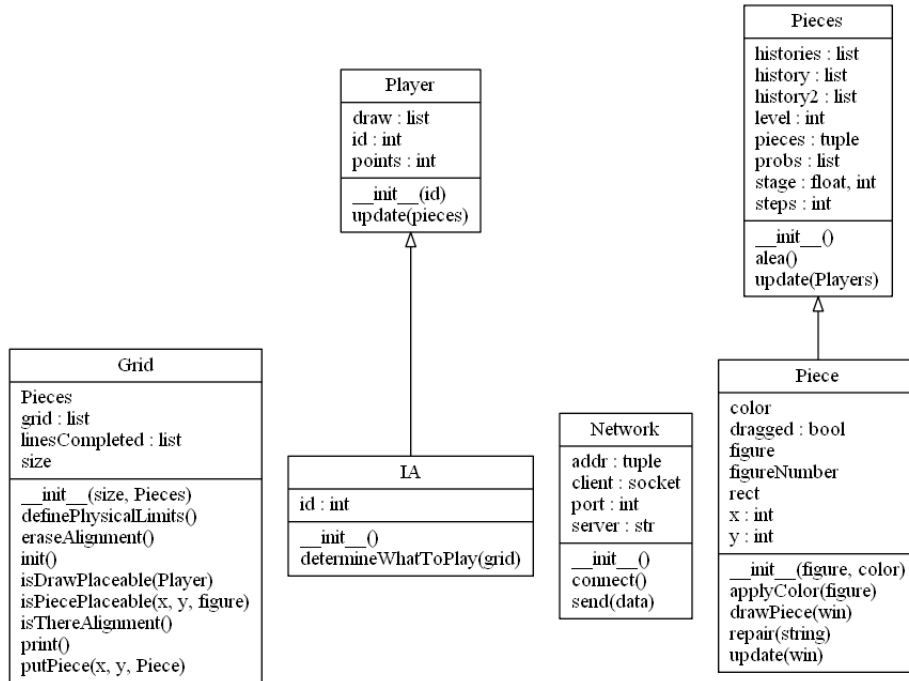 Pieces
histories : list
history : list
history2 : list
level : int
pieces : tuple
probs : list
stage : float, int
steps : int
__init__()
alea()
update(Players)
Player
draw : list
id : int
points : int
__init__(id)
update(pieces)
Grid
Pieces
grid : list
linesCompleted : list
size
__init__(size, Pieces)
definePhysicalLimits()
eraseAlignment()
init()
isDrawPlaceable(Player)
isPiecePlaceable(x, y, figure)
isThereAlignment()
print()
putPiece(x, y, Piece)
IA
id : int
__init__()
determineWhatToPlay(grid)
Network
addr : tuple
client : socket
port : int
server : str
__init__()
connect()
send(data)
Piece
color
dragged : bool
figure
figureNumber
rect
x : int
y : int
__init__(figure, color)
applyColor(figure)
drawPiece(win)
repair(string)
update(win)